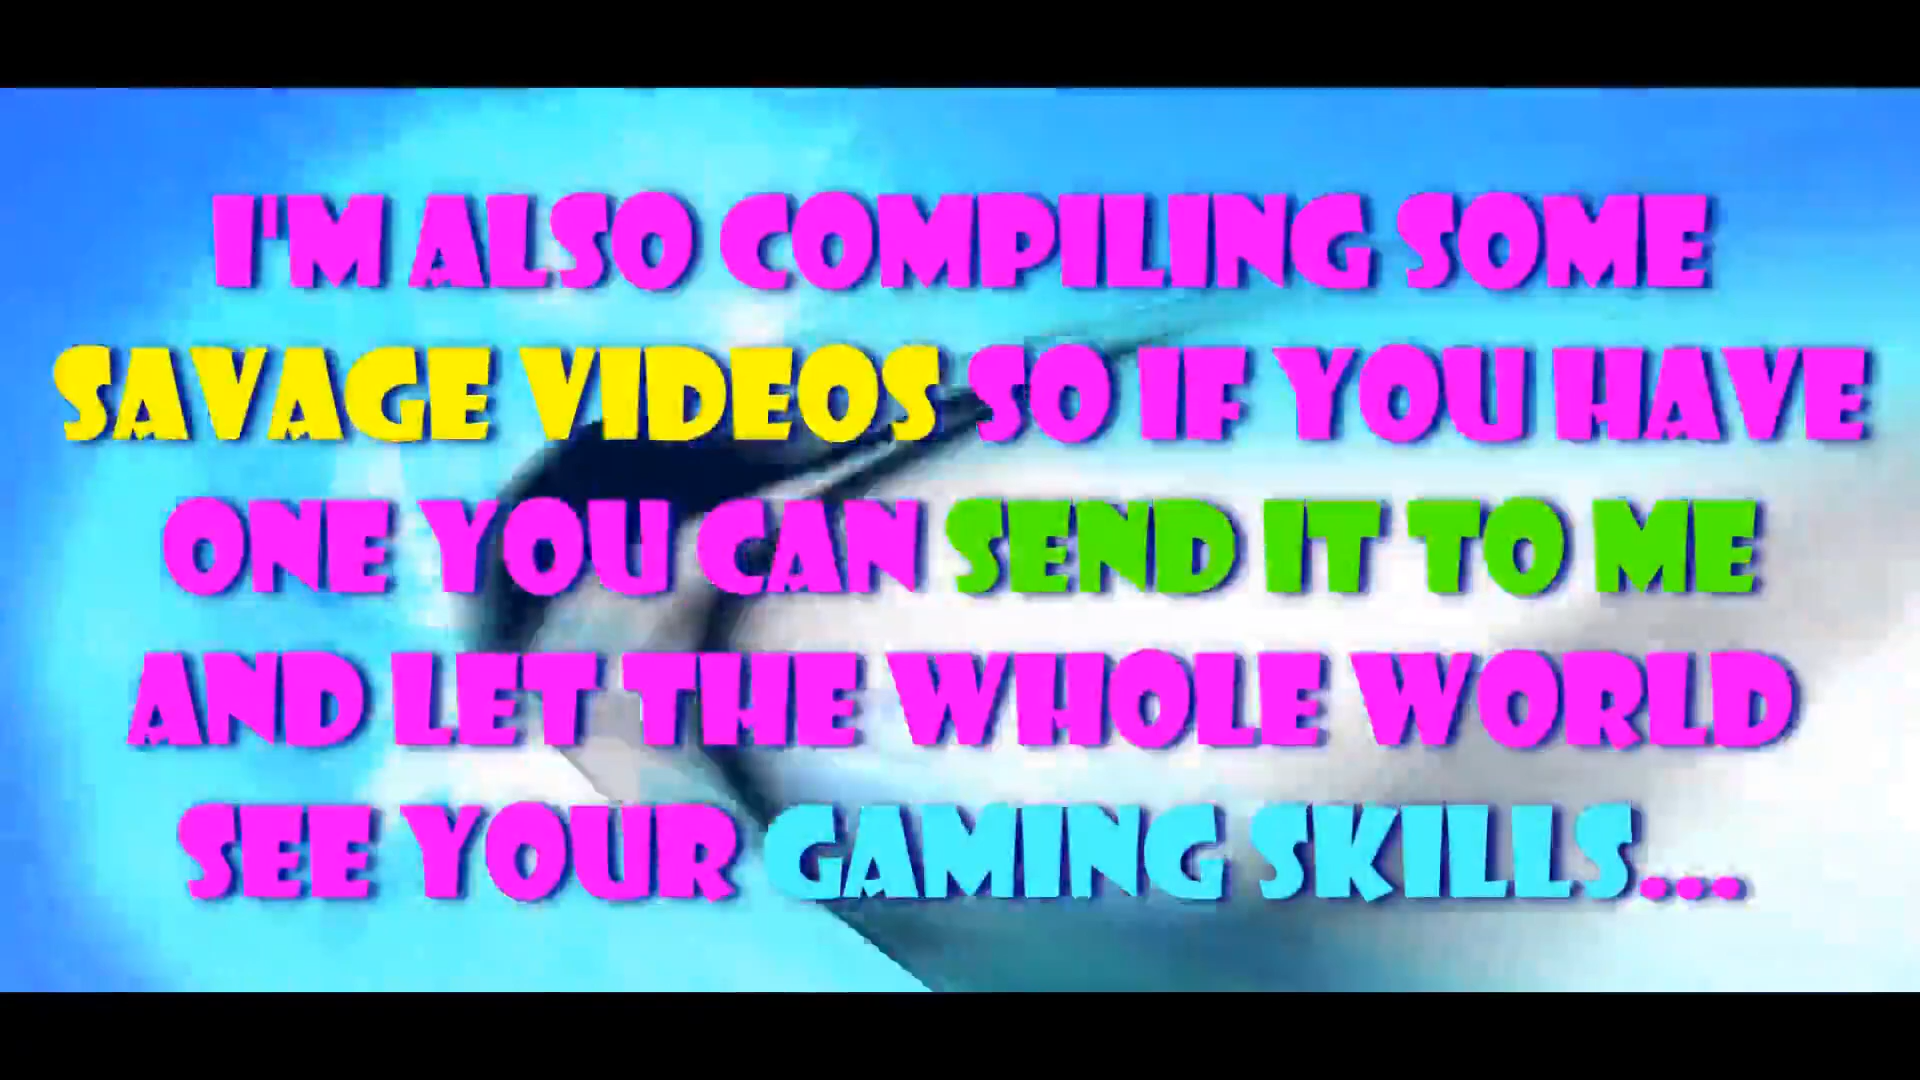 I'M ALSO COMPILING SOME
SAVAGE VIDEOS SO IF YOU HAVE
ONE YOU CAN SEND IT TO ME
AND LET THE WHOLE WORLD
SEE YOUR GAMING SKILLS...